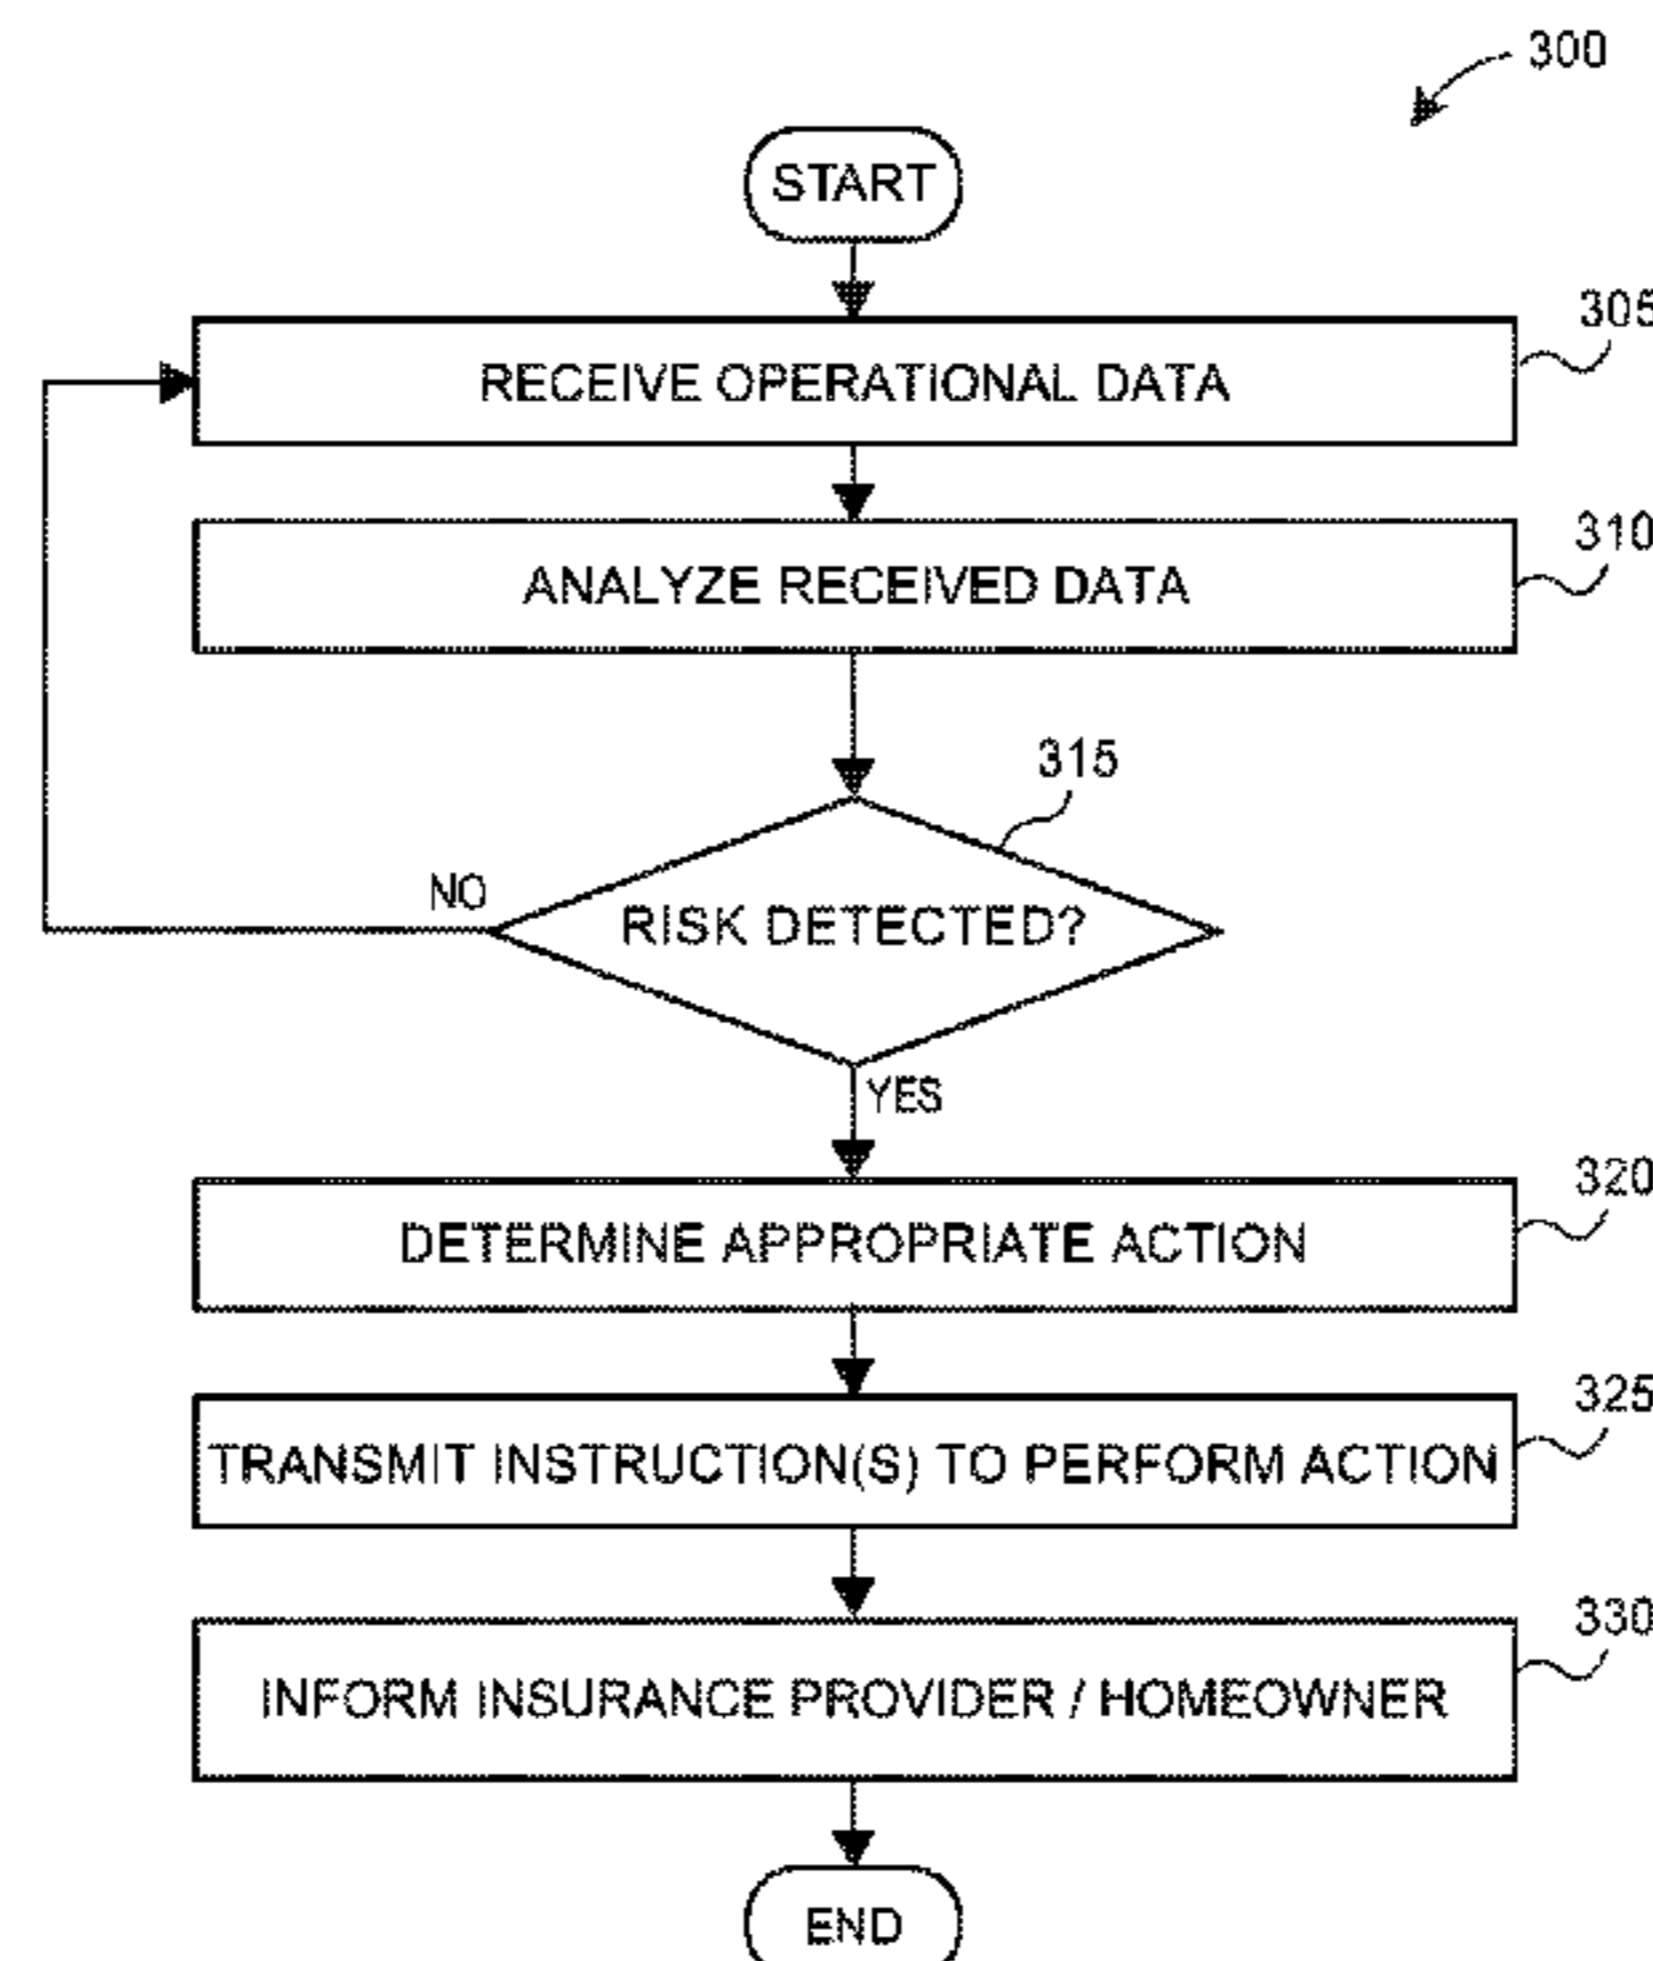 300
START
305
RECEIVE OPERATIONAL DATA
310
ANALYZE RECEIVED DATA
315
NO
RISK DETECTED?
YES
320
DETERMINE APPROPRIATE ACTION
325
TRANSMIT INSTRUCTION(S) TO PERFORM ACTION
330
INFORM INSURANCE PROVIDER / HOMEOWNER
END